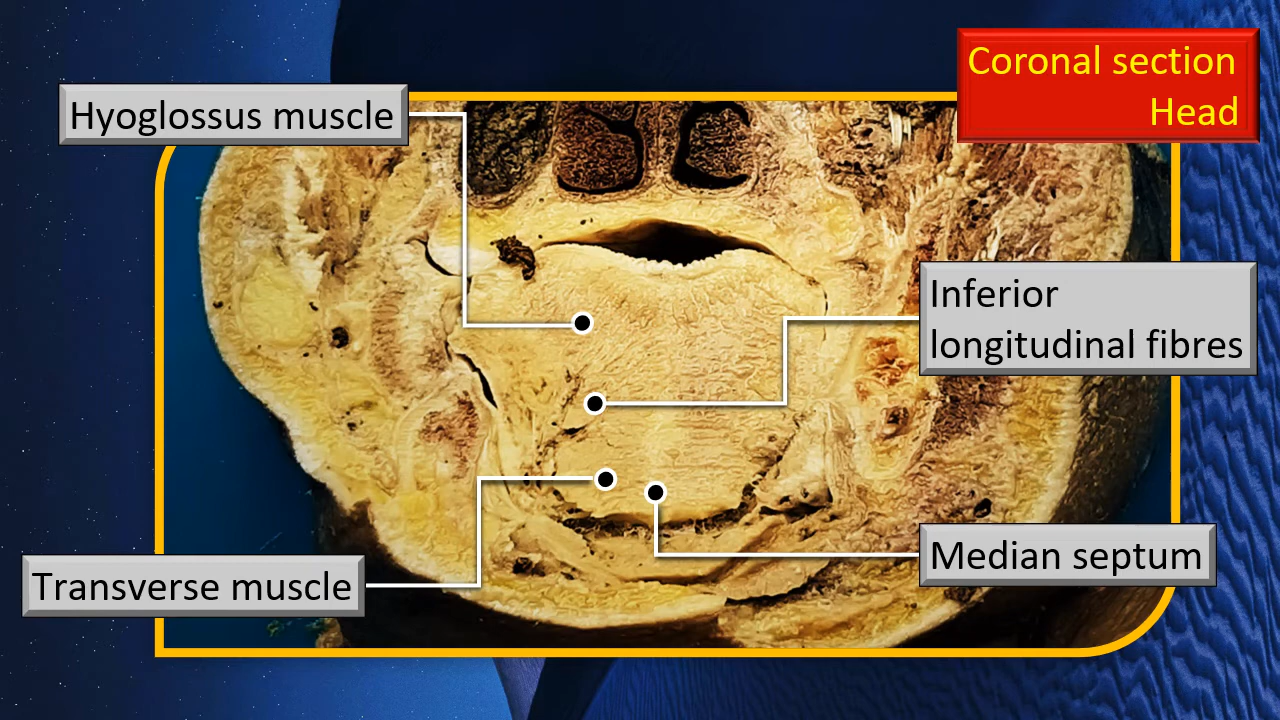 Coronal section
Head
Hyoglossus muscle
Inferior
longitudinal fibres
Transverse muscle
Median septum